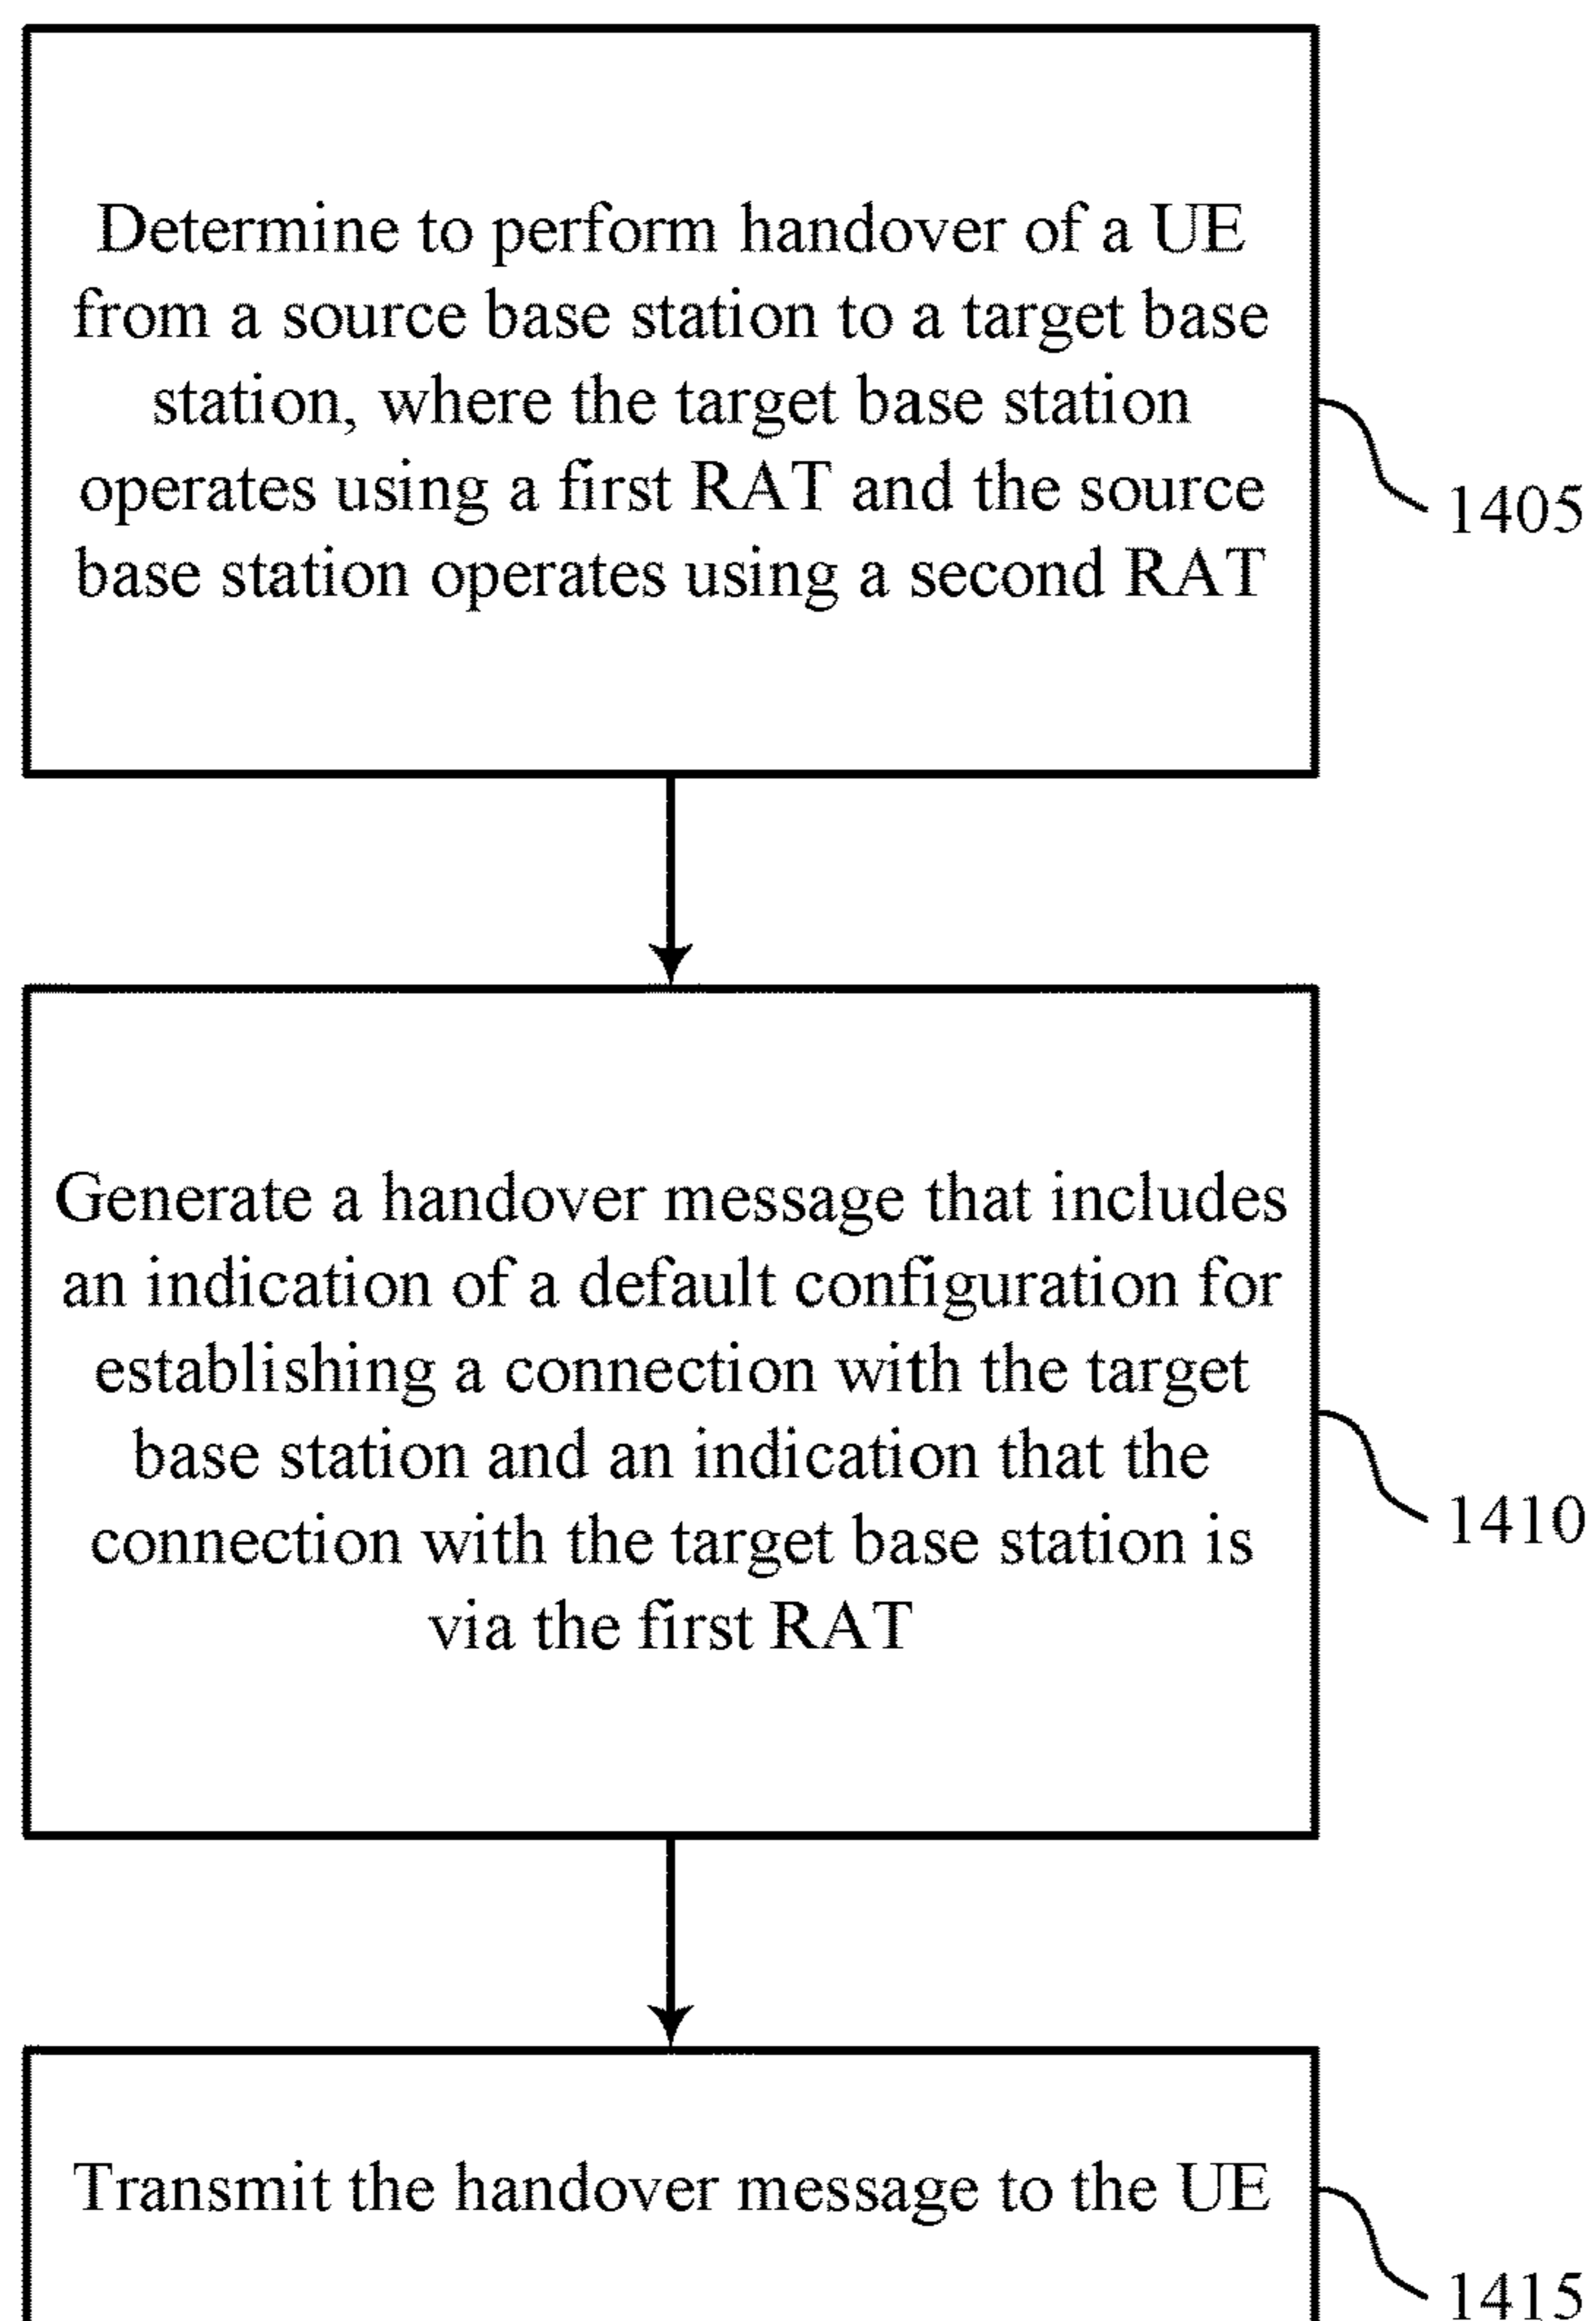 Determine to perform handover of a UE
from a source base station to a target base
station, where the target base station
operates using a first RAT and the source
base station operates using a second RAT
1405
Generate a handover message that includes
an indication of a default configuration for
establishing a connection with the target
base station and an indication that the
connection with the target base station is
via the first RAT
1410
Transmit the handover message to the UE
1415